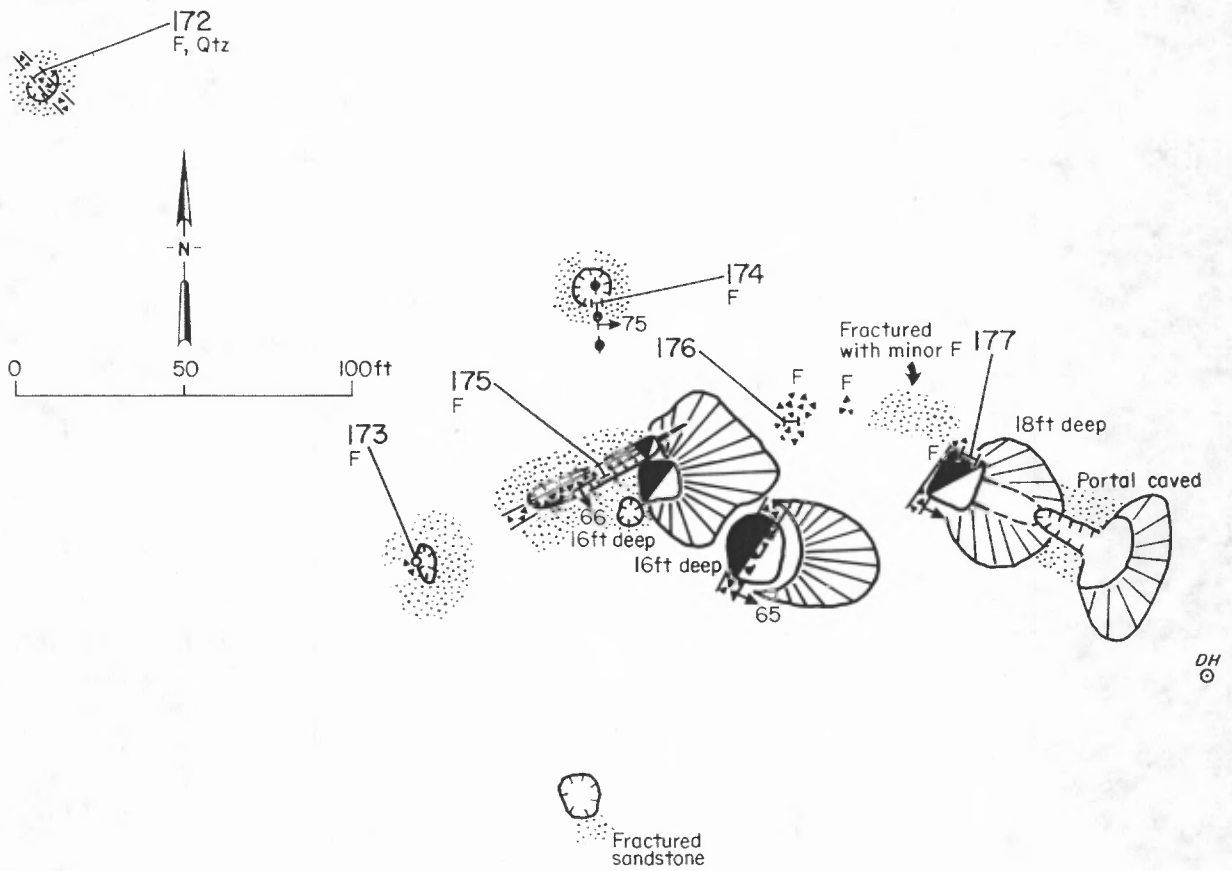 172
F, Qtz
N
0 50 100ft
174
F
75
176
Fractured
with minor F
177
F
F
175
F
18ft deep
173
F
F
Portal caved
66
16ft deep
16ft deep
65
DH
Fractured
sandstone